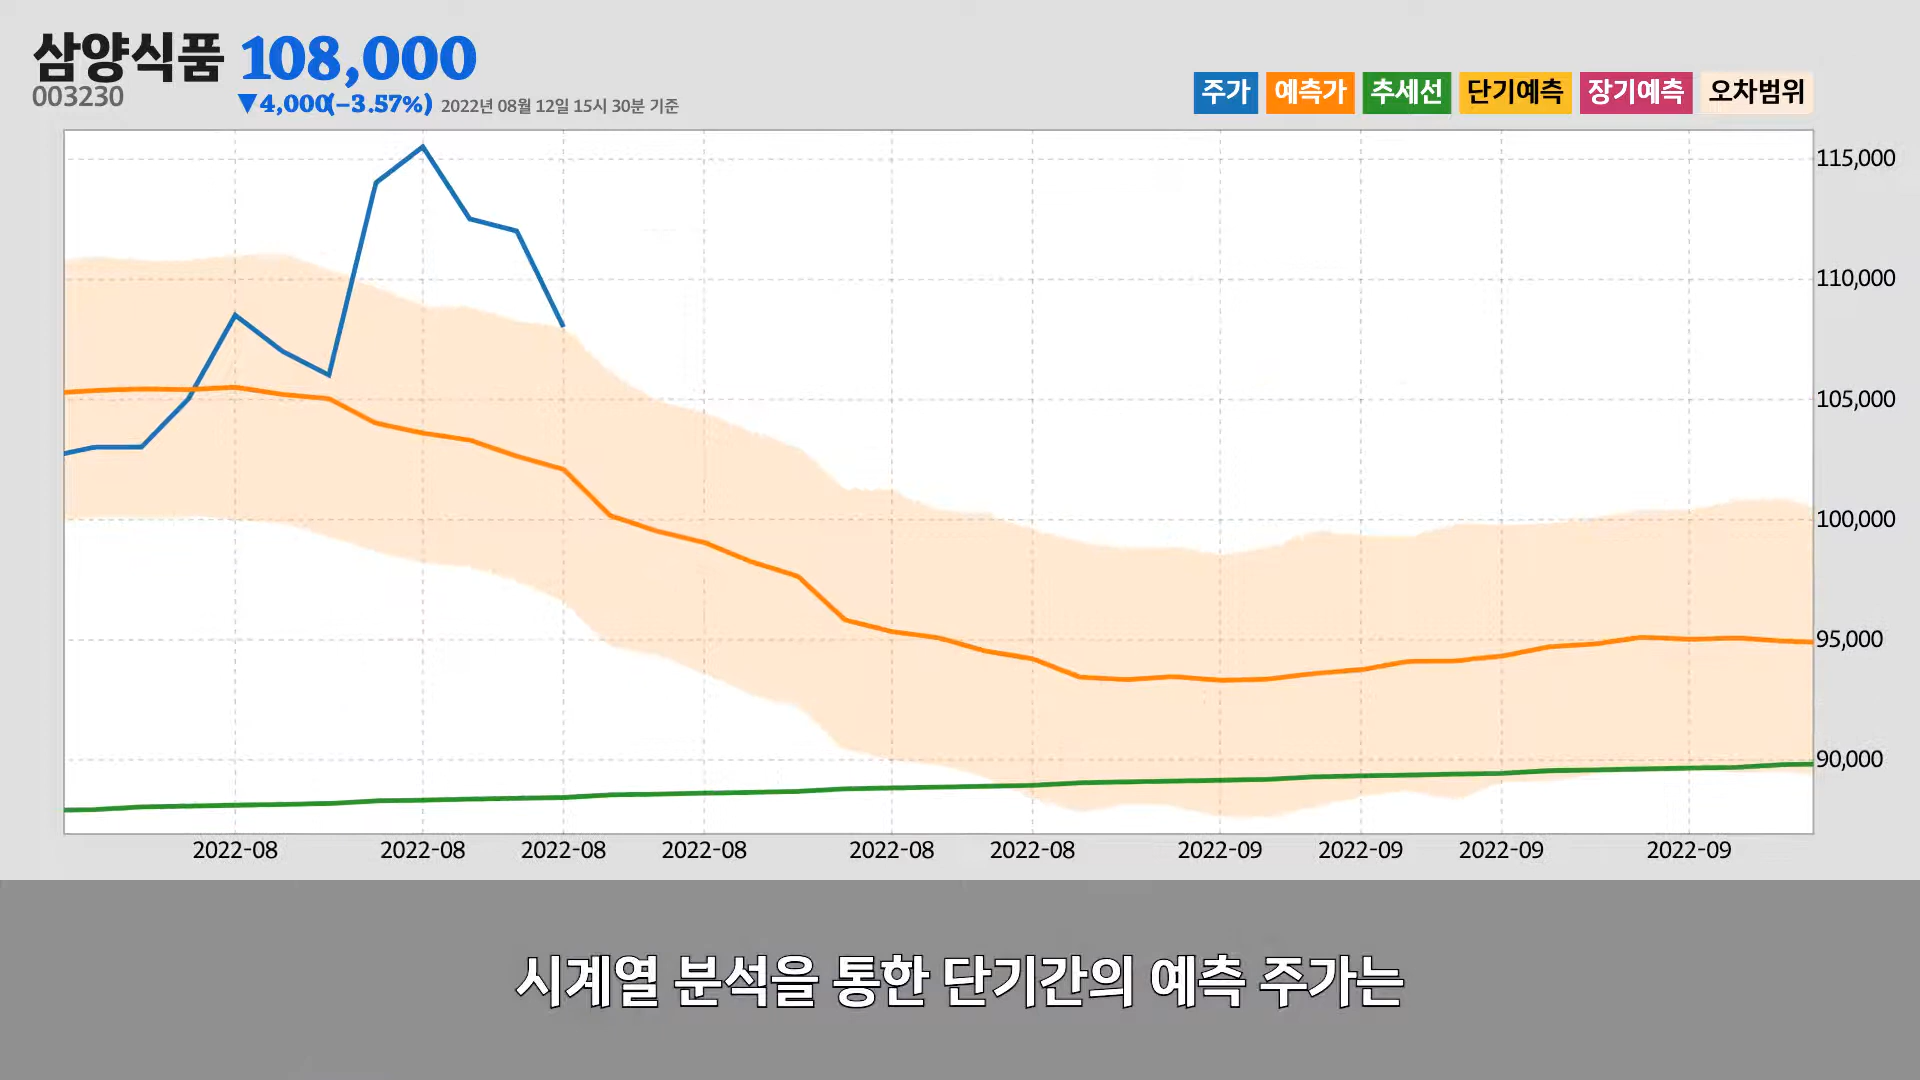 삼양식품 108,000
003230
▼4,000(−3.57%) 2022년 08월 12일 15시 30분 기준
주가 예측가 추세선 단기예측 장기예측 오차범위
115,000
110,000
105,000
100,000
95,000
90,000
2022-08 2022-08 2022-08 2022-08 2022-08 2022-08 2022-09 2022-09 2022-09 2022-09
시계열 분석을 통한 단기간의 예측 주가는